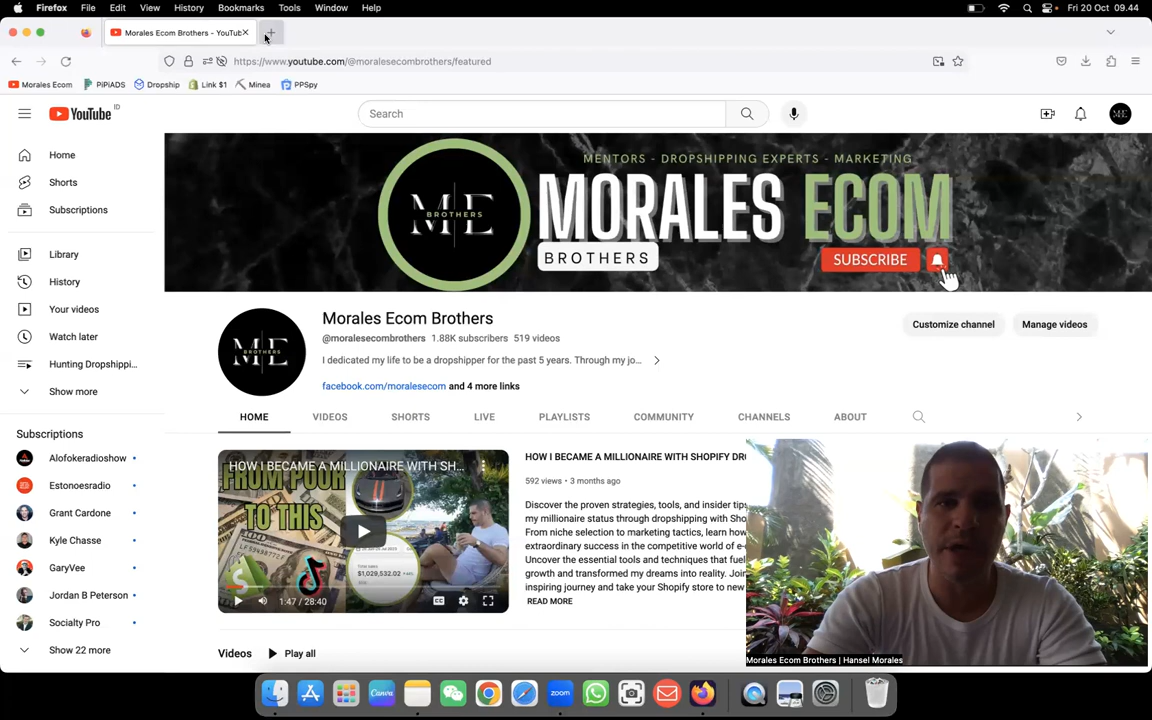 Firefox File Edit View History Bookmarks Tools Window Help Fri 20 Oct 09.44
Morales Ecom Brothers - YouTub
https://www.youtube.com/@moralesecombrothers/featured
Morales Ecom PiPiADS Dropship Link $1 Minea PPSpy
YouTube ID
Search
ME
Home
Shorts
Subscriptions
Library
History
Your videos
Watch later
Hunting Dropshippi...
Show more
Subscriptions
Alofokeradioshow
Estonoesradio
Grant Cardone
Kyle Chasse
GaryVee
Jordan B Peterson
Socialty Pro
Show 22 more
MENTORS - DROPSHIPPING EXPERTS - MARKETING
M E
BROTHERS
MORALES ECOM
BROTHERS
SUBSCRIBE
M E
BROTHERS
Morales Ecom Brothers
@moralesecombrothers 1.88K subscribers 519 videos
I dedicated my life to be a dropshipper for the past 5 years. Through my jo...
facebook.com/moralesecom and 4 more links
Customize channel
Manage videos
HOME VIDEOS SHORTS LIVE PLAYLISTS COMMUNITY CHANNELS ABOUT
HOW I BECAME A MILLIONAIRE WITH SH...
FROM POOR
TO THIS
$1,029,532.02
1:47 / 28:40
HOW I BECAME A MILLIONAIRE WITH SHOPIFY DR
592 views • 3 months ago
Discover the proven strategies, tools, and insider tips
my millionaire status through dropshipping with Sho
From niche selection to marketing tactics, learn how
extraordinary success in the competitive world of e-
Uncover the essential tools and techniques that fuel
growth and transformed my dreams into reality. Join
inspiring journey and take your Shopify store to new
READ MORE
Videos Play all
Morales Ecom Brothers | Hansel Morales
Canva
zoom